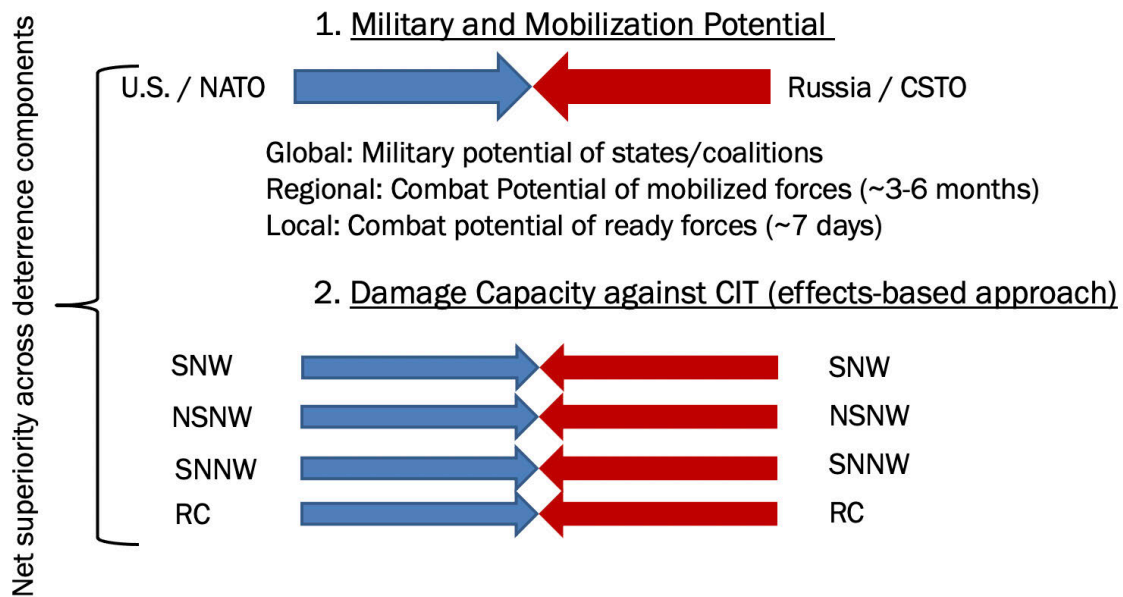 Net superiority across deterrence components
1. Military and Mobilization Potential
U.S. / NATO
Russia / CSTO
Global: Military potential of states/coalitions
Regional: Combat Potential of mobilized forces (~3-6 months)
Local: Combat potential of ready forces (~7 days)
2. Damage Capacity against CIT (effects-based approach)
SNW
SNW
NSNW
NSNW
SNNW
SNNW
RC
RC